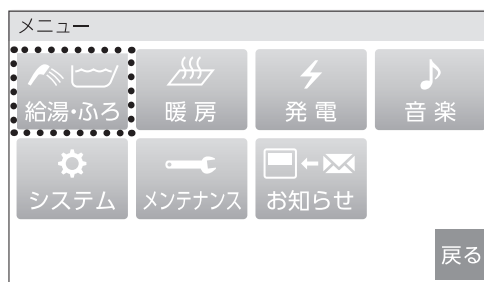 メニュー
給湯・ふろ
暖房
発電
音楽
システム
メンテナンス
お知らせ
戻る